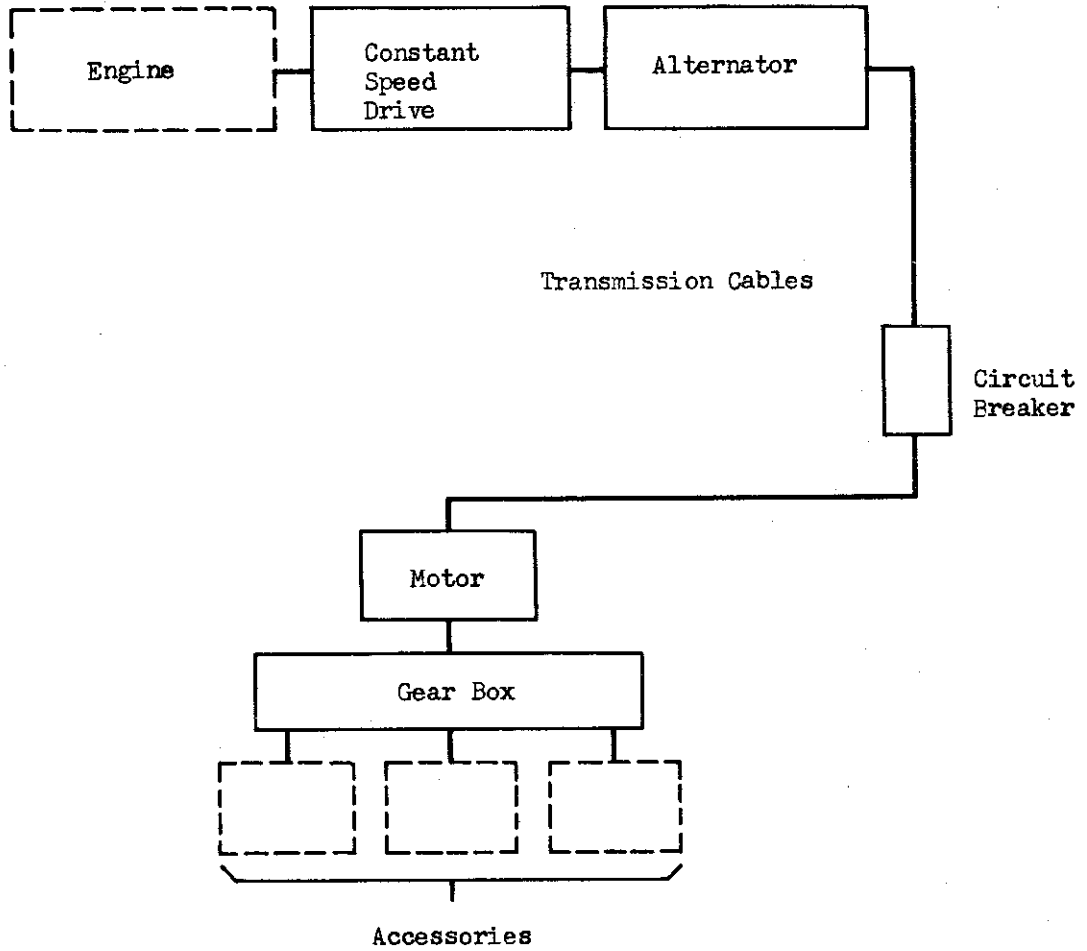 Engine
Constant
Speed
Drive
Alternator
Transmission Cables
Circuit
Breaker
Motor
Gear Box
Accessories